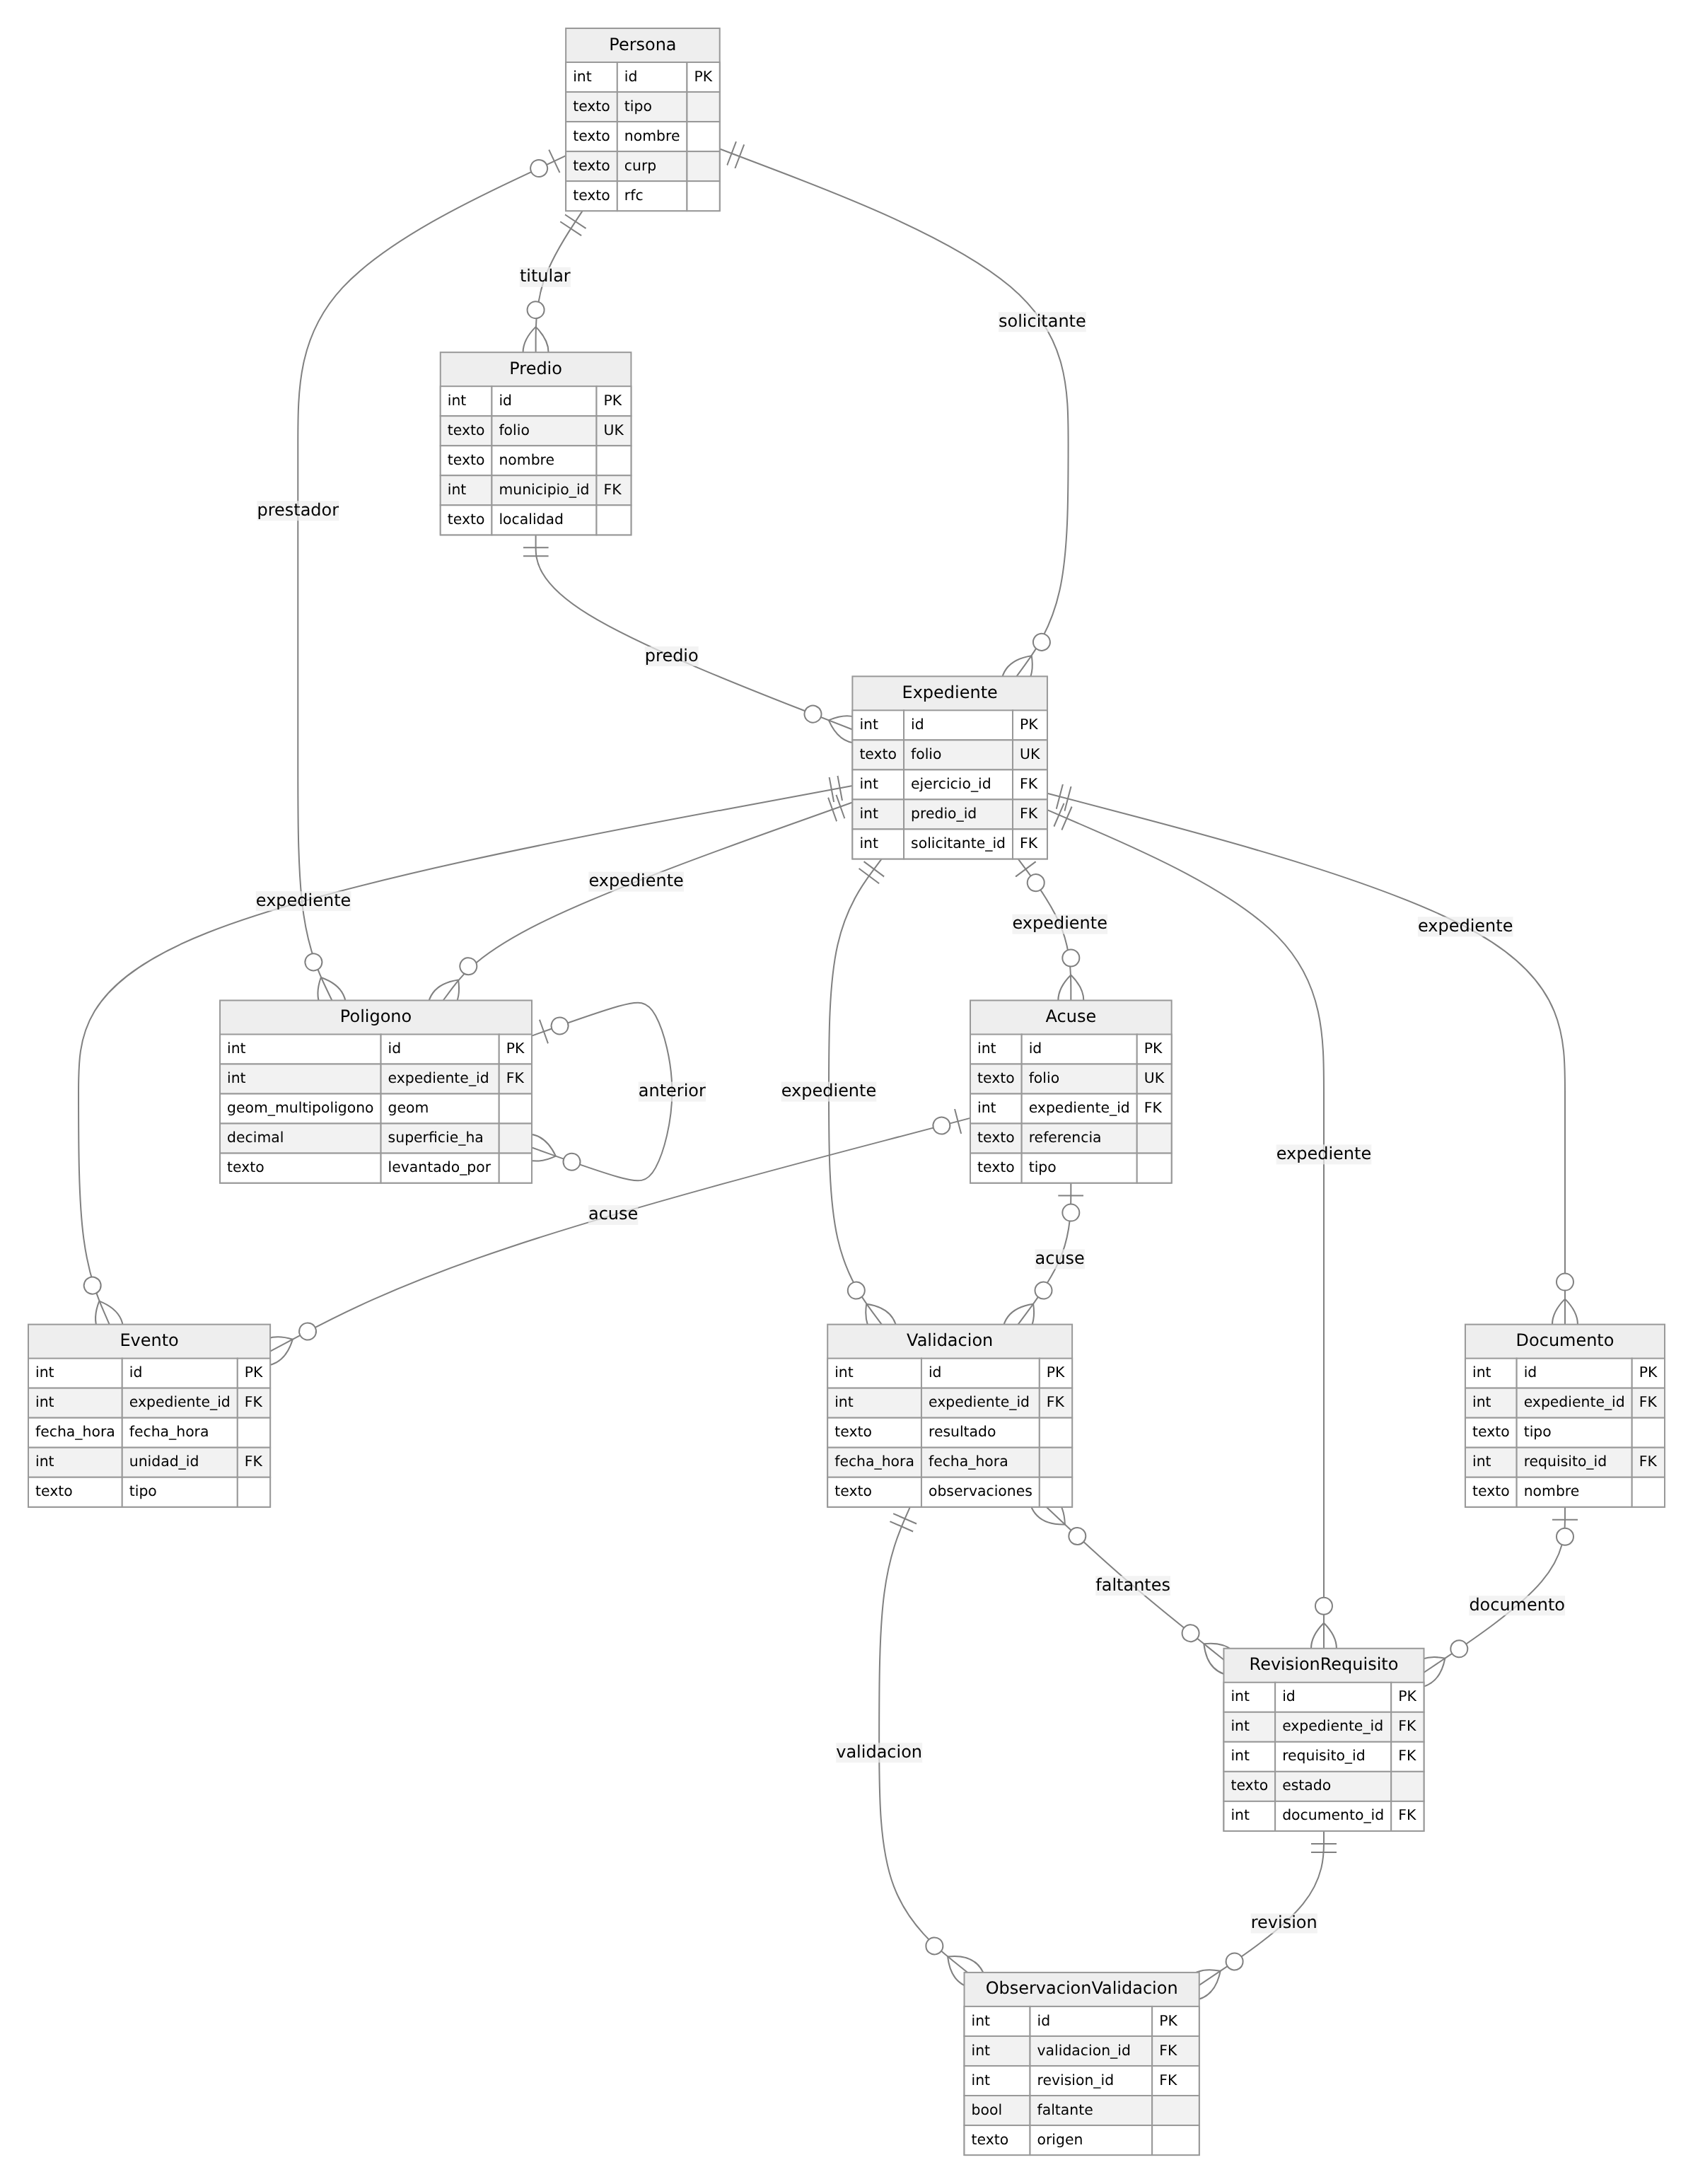 Persona
int id PK
texto tipo
texto nombre
texto curp
texto rfc
titular
solicitante
Predio
int id PK
texto folio UK
texto nombre
int municipio_id FK
texto localidad
prestador
predio
Expediente
int id PK
texto folio UK
int ejercicio_id FK
int predio_id FK
int solicitante_id FK
expediente
expediente
expediente
expediente
Poligono
int id PK
int expediente_id FK
geom_multipoligono geom
decimal superficie_ha
texto levantado_por
anterior
expediente
Acuse
int id PK
texto folio UK
int expediente_id FK
texto referencia
texto tipo
expediente
acuse
acuse
Evento
int id PK
int expediente_id FK
fecha_hora fecha_hora
int unidad_id FK
texto tipo
Validacion
int id PK
int expediente_id FK
texto resultado
fecha_hora fecha_hora
texto observaciones
Documento
int id PK
int expediente_id FK
texto tipo
int requisito_id FK
texto nombre
faltantes
documento
RevisionRequisito
int id PK
int expediente_id FK
int requisito_id FK
texto estado
int documento_id FK
validacion
revision
ObservacionValidacion
int id PK
int validacion_id FK
int revision_id FK
bool faltante
texto origen